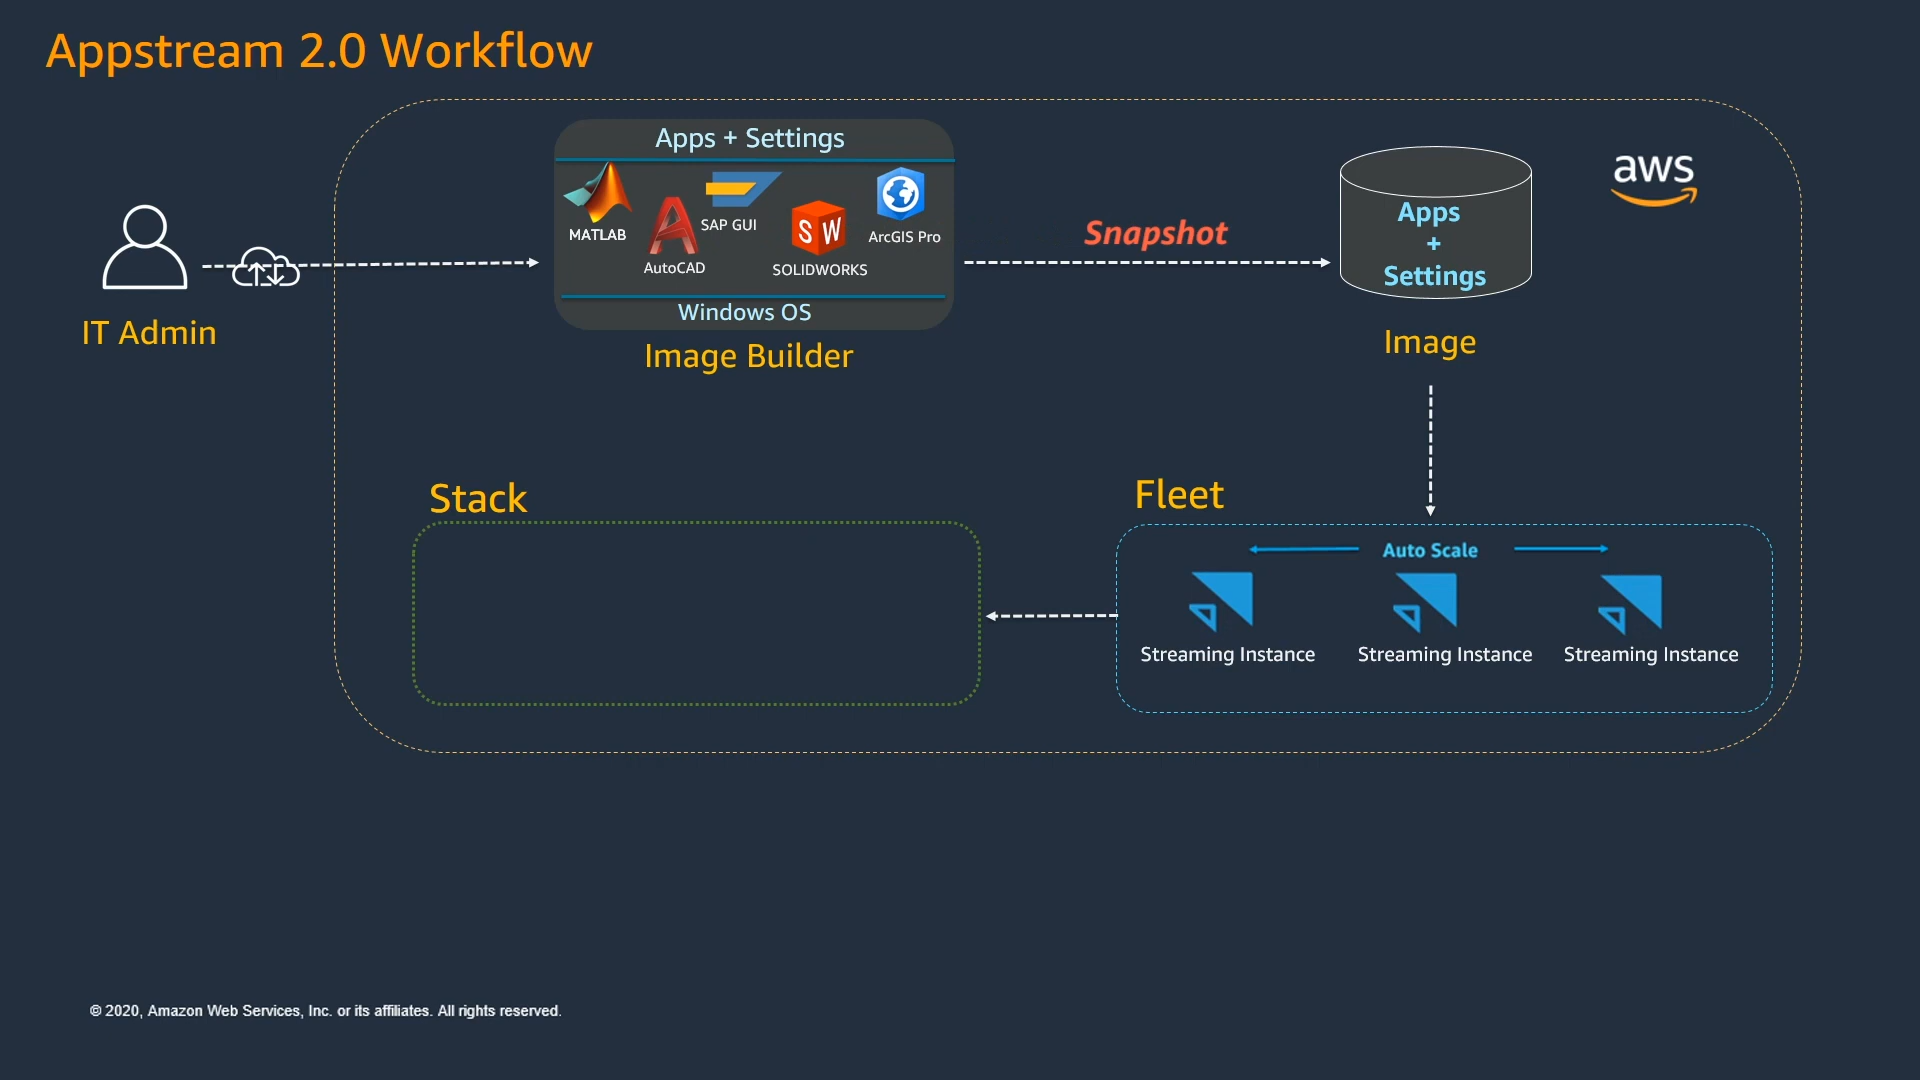 Appstream 2.0 Workflow
Apps + Settings
MATLAB
AutoCAD
SAP GUI
SW
SOLIDWORKS
ArcGIS Pro
Windows OS
Image Builder
IT Admin
Snapshot
Apps
+
Settings
Image
aws
Stack
Fleet
Auto Scale
Streaming Instance
Streaming Instance
Streaming Instance
© 2020, Amazon Web Services, Inc. or its affiliates. All rights reserved.